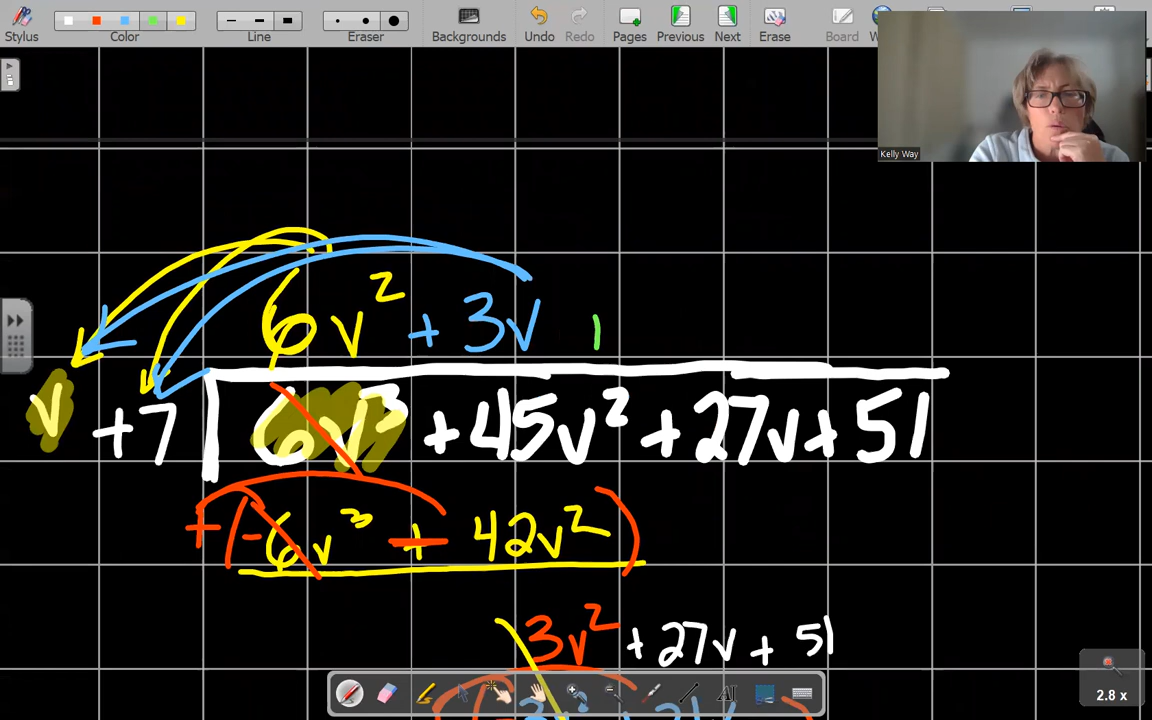 Stylus Color Line Eraser Backgrounds Undo Redo Pages Previous Next Erase Board
Kelly Way
6v² + 3v
v + 7 6v³ + 45v² + 27v + 51
+(-6v³ + 42v²)
3v² + 27v + 51
2.8 x